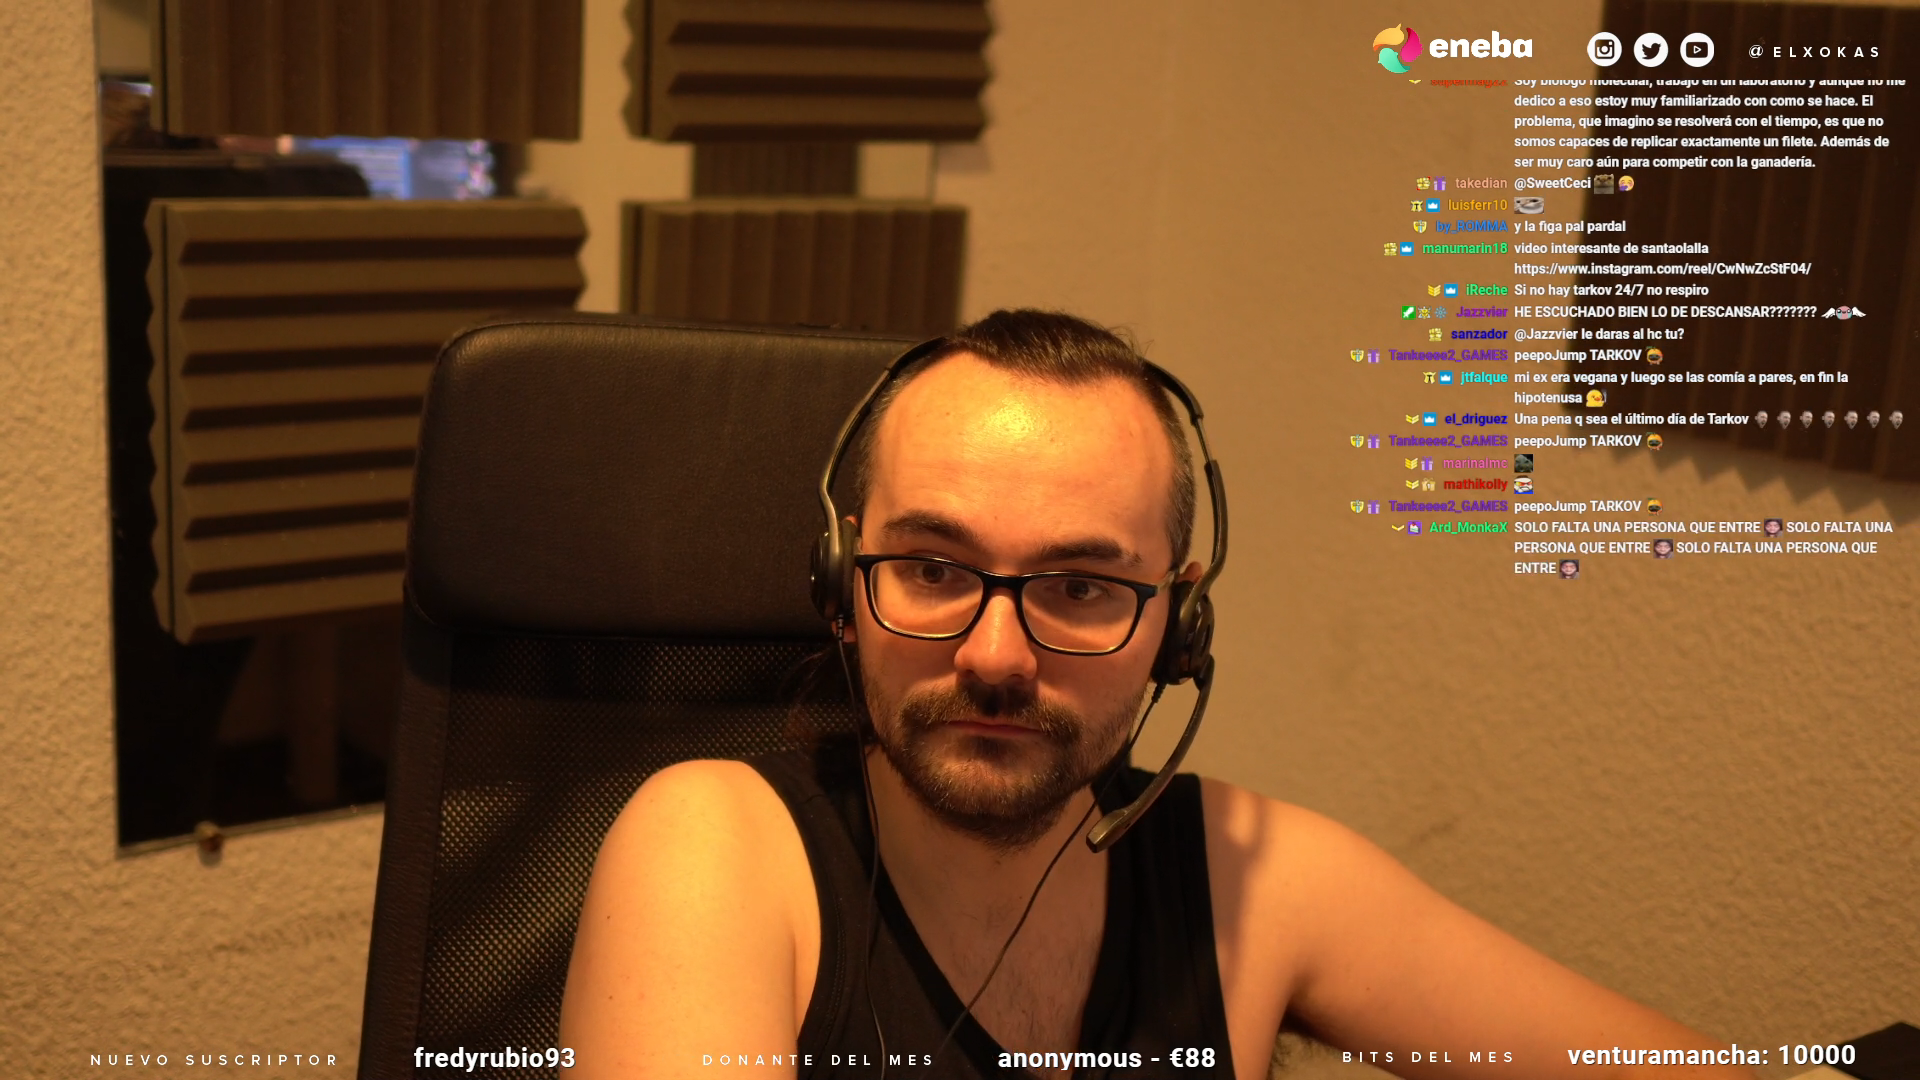 eneba
@ELXOKAS
Soy biólogo molecular, trabajo en un laboratorio y aunque no me
dedico a eso estoy muy familiarizado con como se hace. El
problema, que imagino se resolverá con el tiempo, es que no
somos capaces de replicar exactamente un filete. Además de
ser muy caro aún para competir con la ganadería.
takedian @SweetCeci
luisferr10
by_ROMMA y la figa pal pardal
manumarin18 video interesante de santaolalla
https://www.instagram.com/reel/CwNwZcStF04/
iReche Si no hay tarkov 24/7 no respiro
Jazzvier HE ESCUCHADO BIEN LO DE DESCANSAR???????
sanzador @Jazzvier le daras al hc tu?
Tankeeee2_GAMES peepoJump TARKOV
jtfalque mi ex era vegana y luego se las comía a pares, en fin la
hipotenusa
el_driguez Una pena q sea el último día de Tarkov
Tankeeee2_GAMES peepoJump TARKOV
marinalmc
mathikolly
Tankeeee2_GAMES peepoJump TARKOV
Ard_MonkaX SOLO FALTA UNA PERSONA QUE ENTRE SOLO FALTA UNA
PERSONA QUE ENTRE SOLO FALTA UNA PERSONA QUE
ENTRE
NUEVO SUSCRIPTOR fredyrubio93 DONANTE DEL MES anonymous - €88 BITS DEL MES venturamancha: 10000